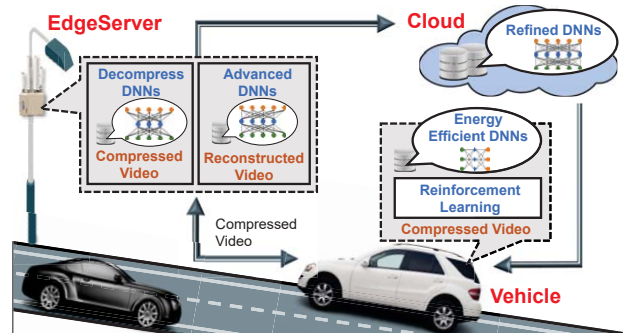 EdgeServer
Cloud
Refined DNNs
Decompress
DNNs
Compressed
Video
Advanced
DNNs
Reconstructed
Video
Energy
Efficient DNNs
Reinforcement
Learning
Compressed Video
Compressed
Video
Vehicle